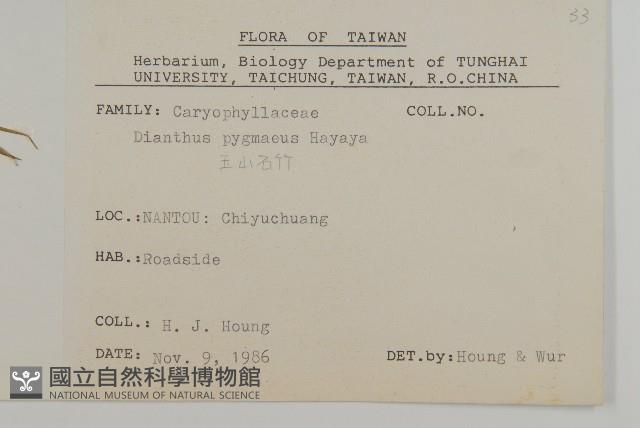 33
FLORA OF TAIWAN
Herbarium, Biology Department of TUNGHAI
UNIVERSITY, TAICHUNG, TAIWAN, R.O.CHINA
FAMILY: Caryophyllaceae COLL.NO.
Dianthus pygmaeus Hayaya
玉山石竹
LOC.:NANTOU: Chiyuchuang
HAB.:Roadside
COLL.: H. J. Houng
DATE: Nov. 9, 1986 DET.by:Houng & Wur
國立自然科學博物館
NATIONAL MUSEUM OF NATURAL SCIENCE